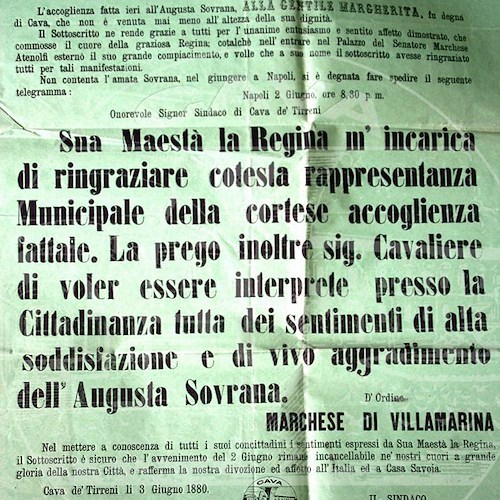 L'accoglienza fatta ieri all'Augusta Sovrana, ALLA GENTILE MARGHERITA, fu degna
di Cava, che non è venuta mai meno all'altezza della sua dignità.
Il Sottoscritto ne rende grazie a tutti per l'unanime entusiasmo e sentito affetto dimostrato, che
commosse il cuore della graziosa Regina; cotalchè nell'entrare nel Palazzo del Senatore Marchese
Atenolfi esternò il suo grande compiacimento, e volle che a suo nome il sottoscritto avesse ringraziato
tutti per tali manifestazioni.
Non contenta l'amata Sovrana, nel giungere a Napoli, si è degnata fare spedire il seguente
telegramma:
Napoli 2 Giugno, ore 8,30 p. m.
Onorevole Signor Sindaco di Cava de' Tirreni
Sua Maestà la Regina m' incarica
di ringraziare cotesta rappresentanza
Municipale della cortese accoglienza
fattale. La prego inoltre sig. Cavaliere
di voler essere interprete presso la
Cittadinanza tutta dei sentimenti di alta
soddisfazione e di vivo aggradimento
dell' Augusta Sovrana.
D' Ordine
MARCHESE DI VILLAMARINA
Nel mettere a conoscenza di tutti i suoi concittadini i sentimenti espressi da Sua Maestà la Regina,
il Sottoscritto è sicuro che l'avvenimento del 2 Giugno rimane incancellabile ne' nostri cuori a grande
gloria della nostra Città, e rafferma la nostra divozione ed affetto all'Italia ed a Casa Savoia.
Cava de' Tirreni li 3 Giugno 1880.
CAVA
IL SINDACO